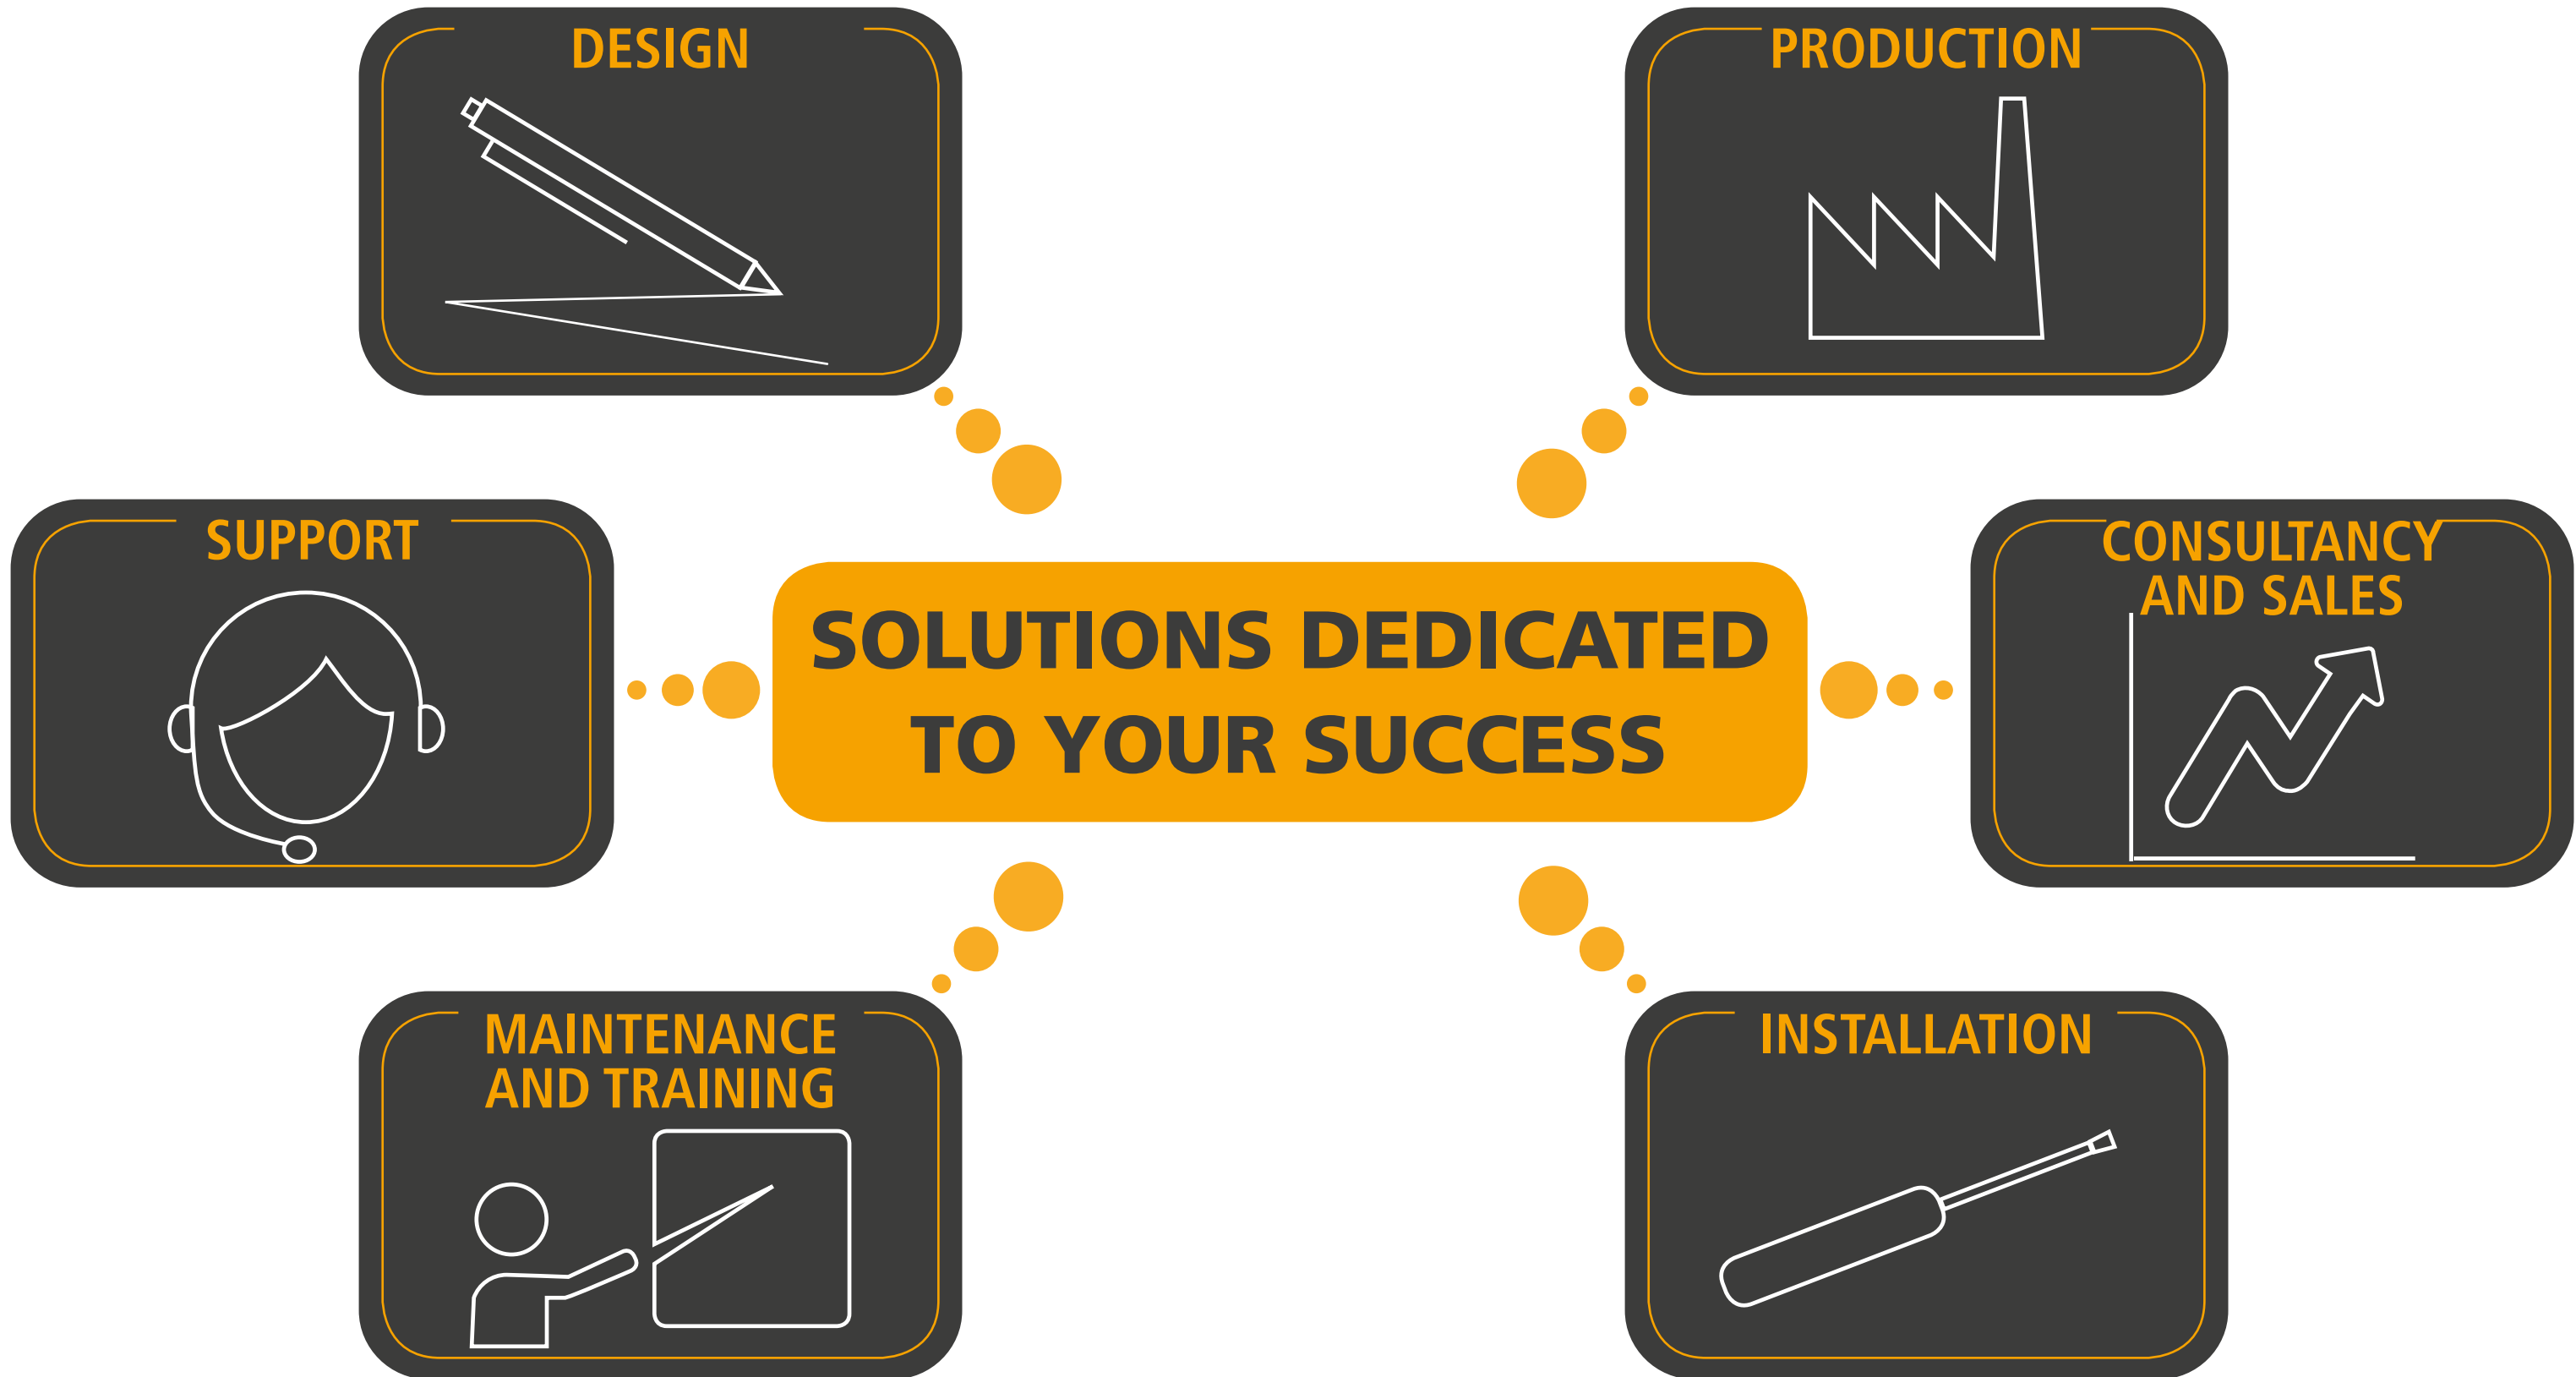 DESIGN
PRODUCTION
SUPPORT
CONSULTANCY
AND SALES
SOLUTIONS DEDICATED
TO YOUR SUCCESS
MAINTENANCE
AND TRAINING
INSTALLATION